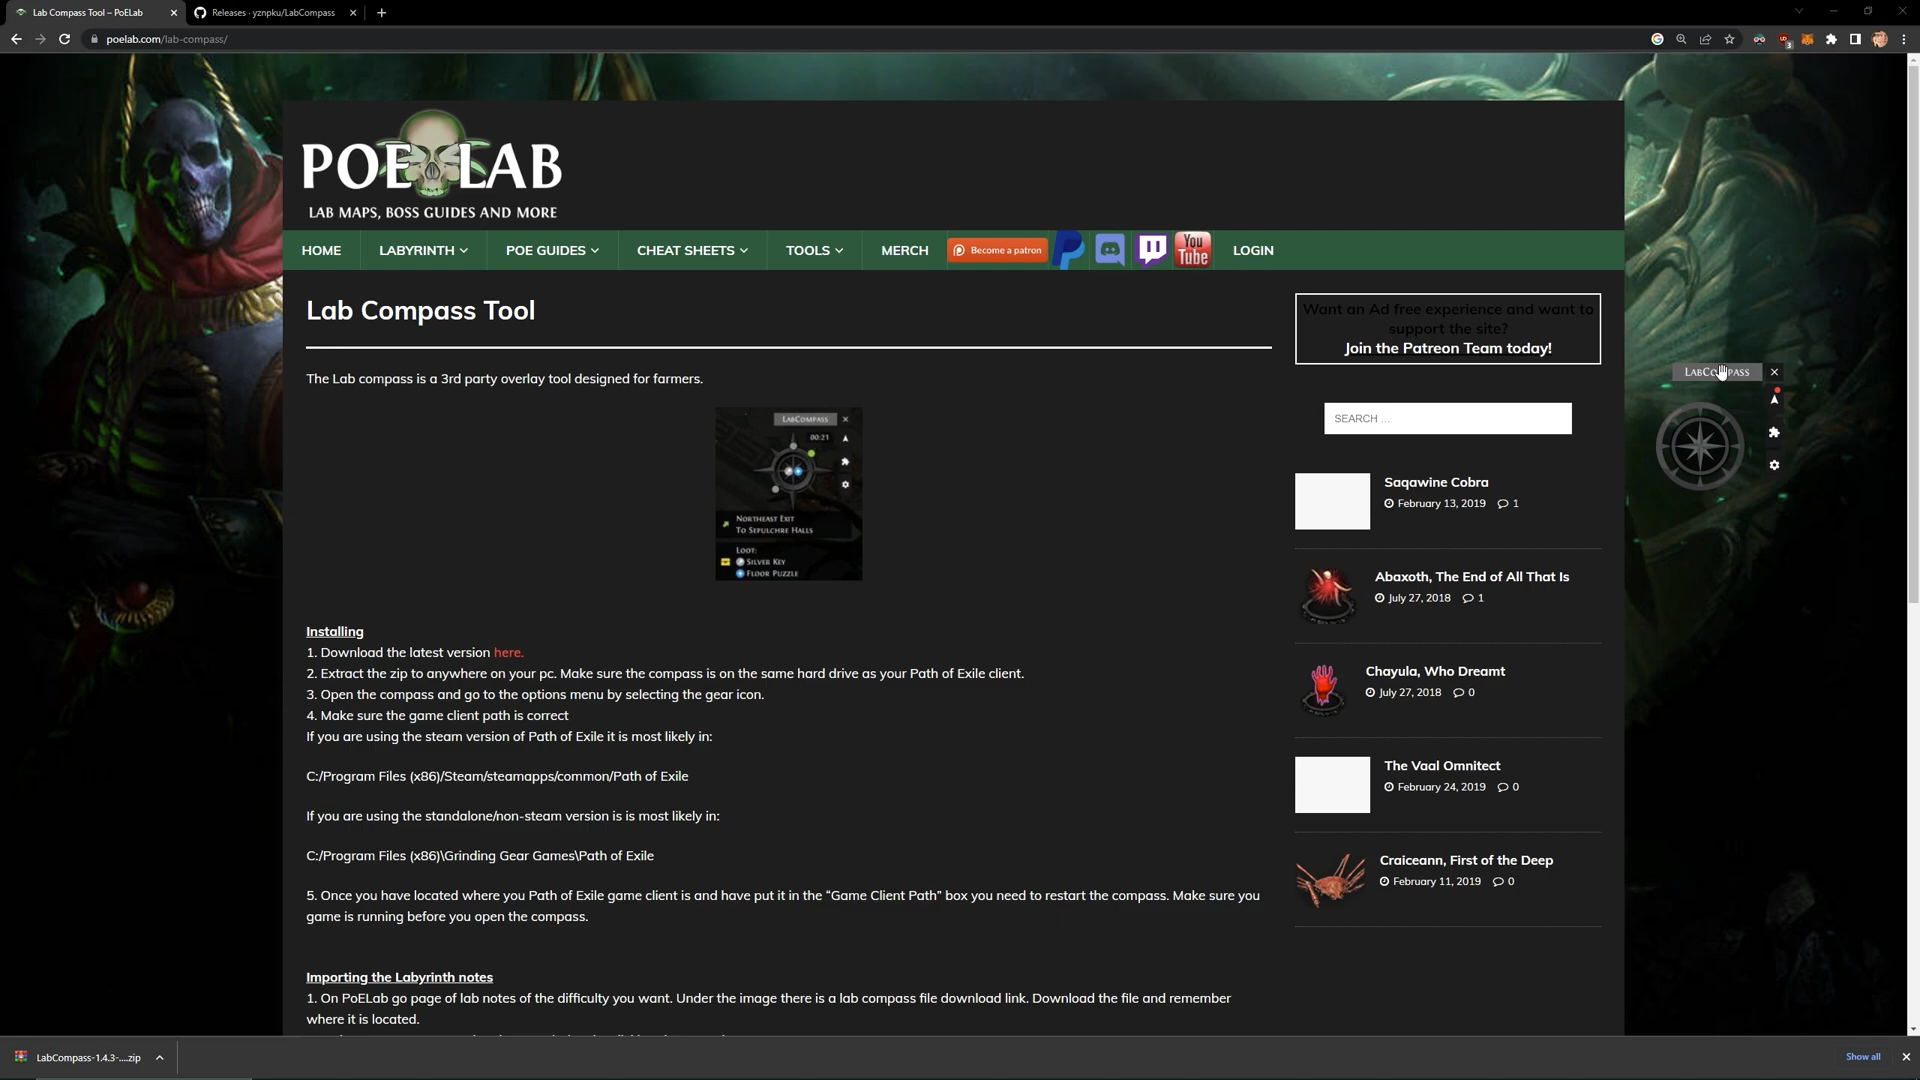 Lab Compass Tool – PoELab
Releases · yznpku/LabCompass
poelab.com/lab-compass/
3
POE LAB
LAB MAPS, BOSS GUIDES AND MORE
HOME LABYRINTH POE GUIDES CHEAT SHEETS TOOLS MERCH Become a patron You Tube LOGIN
Lab Compass Tool
The Lab compass is a 3rd party overlay tool designed for farmers.
LABCOMPASS
00:21
NORTHEAST EXIT
TO SEPULCHRE HALLS
LOOT:
SILVER KEY
FLOOR PUZZLE
Installing
1. Download the latest version here.
2. Extract the zip to anywhere on your pc. Make sure the compass is on the same hard drive as your Path of Exile client.
3. Open the compass and go to the options menu by selecting the gear icon.
4. Make sure the game client path is correct
If you are using the steam version of Path of Exile it is most likely in:
C:/Program Files (x86)/Steam/steamapps/common/Path of Exile
If you are using the standalone/non-steam version is is most likely in:
C:/Program Files (x86)\Grinding Gear Games\Path of Exile
5. Once you have located where you Path of Exile game client is and have put it in the “Game Client Path” box you need to restart the compass. Make sure you
game is running before you open the compass.
Importing the Labyrinth notes
1. On PoELab go page of lab notes of the difficulty you want. Under the image there is a lab compass file download link. Download the file and remember
where it is located.
Want an Ad free experience and want to
support the site?
Join the Patreon Team today!
SEARCH …
Saqawine Cobra
February 13, 2019 1
Abaxoth, The End of All That Is
July 27, 2018 1
Chayula, Who Dreamt
July 27, 2018 0
The Vaal Omnitect
February 24, 2019 0
Craiceann, First of the Deep
February 11, 2019 0
LABCOMPASS
LabCompass-1.4.3-....zip
Show all